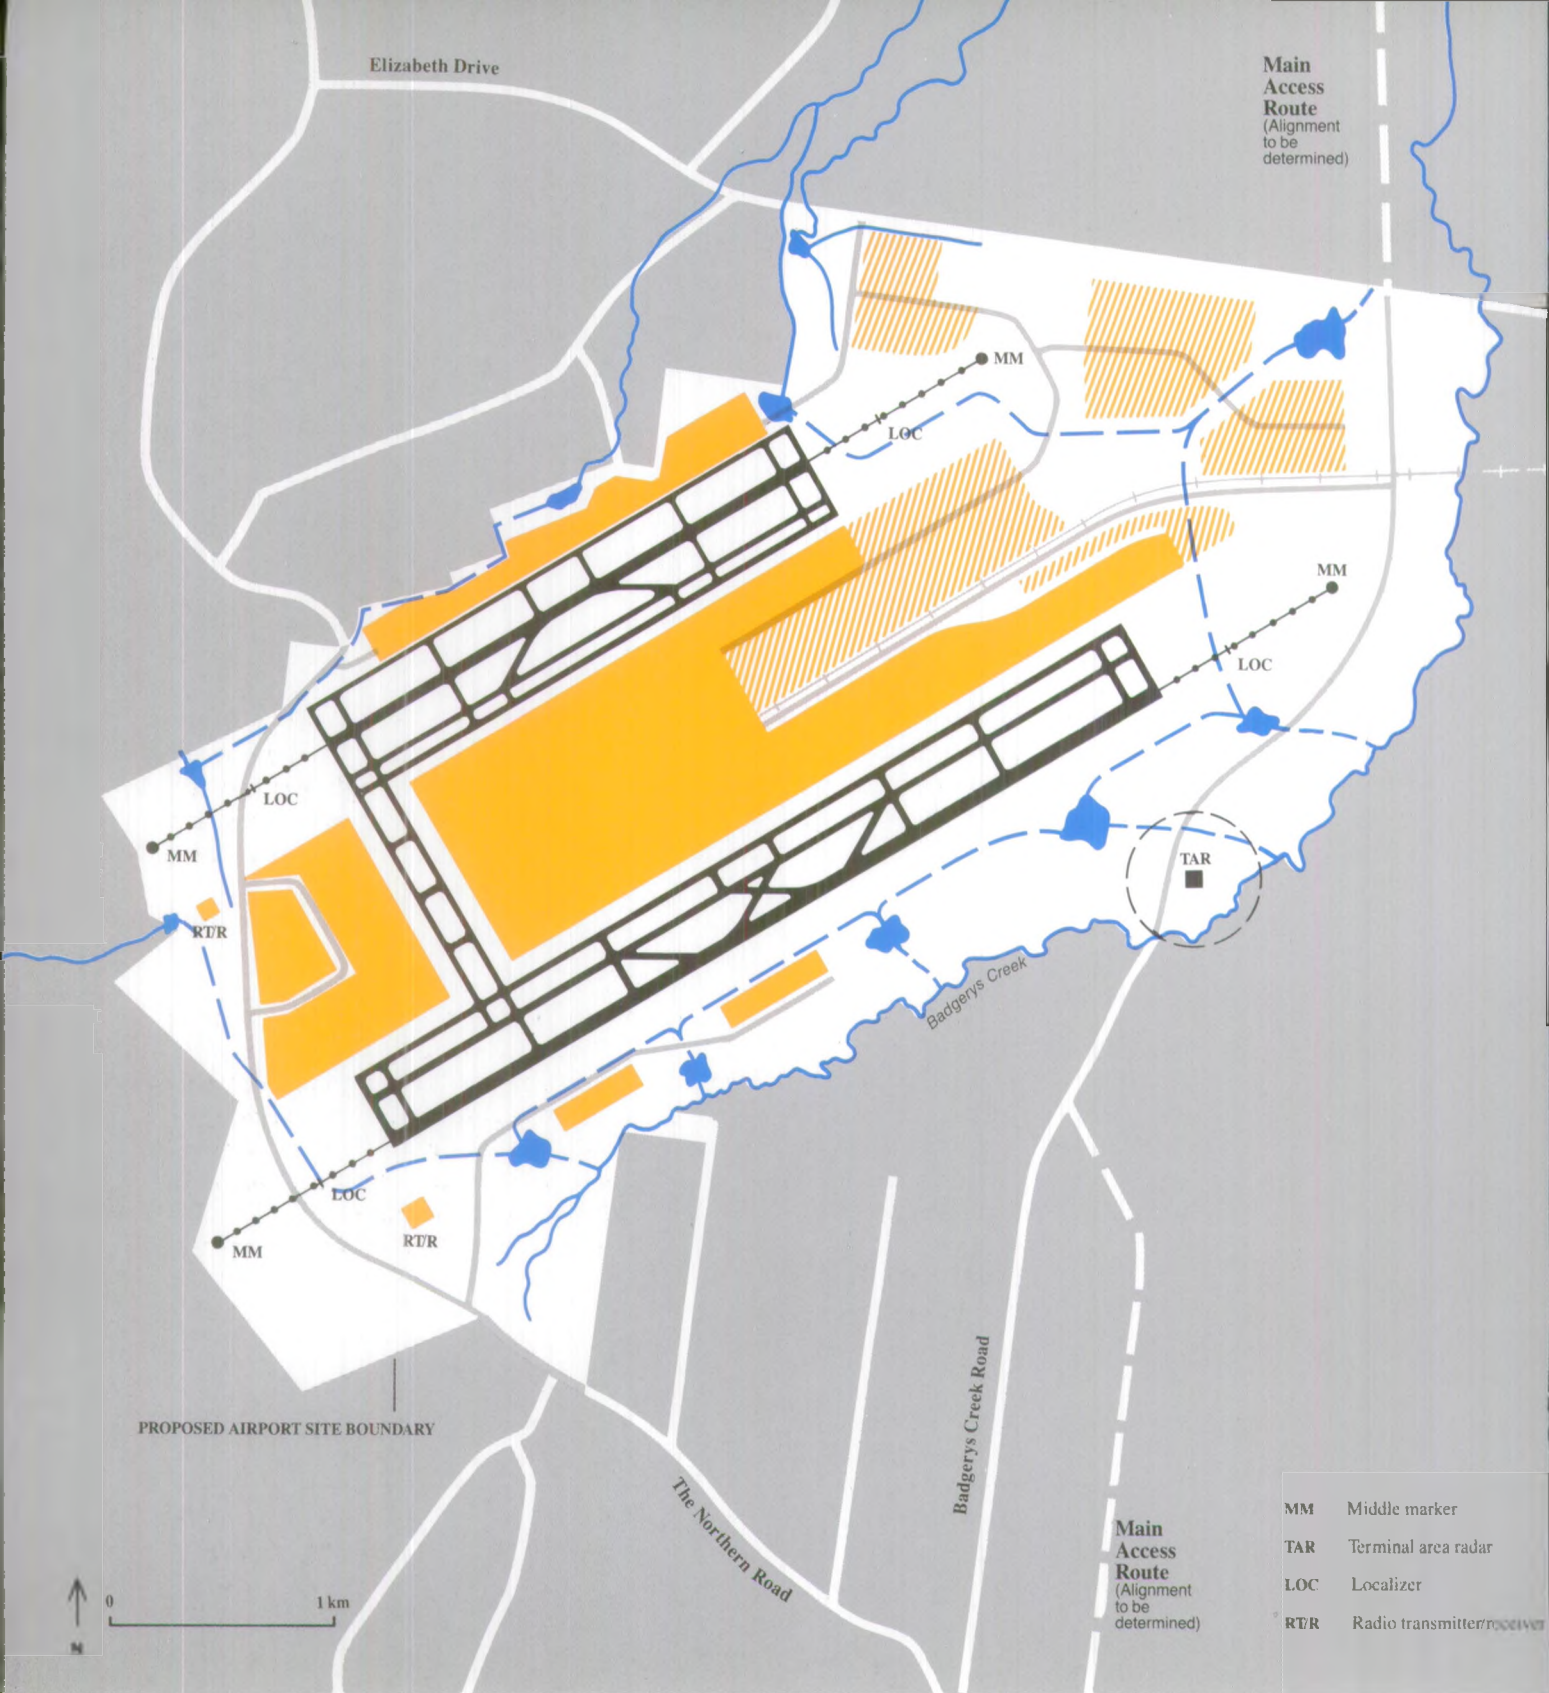 Elizabeth Drive
Main
Access
Route
(Alignment
to be
determined)
MM
LOC
MM
LOC
LOC
MM
TAR
RT/R
Badgerys Creek
LOC
RT/R
MM
PROPOSED AIRPORT SITE BOUNDARY
Badgerys Creek Road
The Northern Road
Main
Access
Route
(Alignment
to be
determined)
MM Middle marker
TAR Terminal area radar
LOC Localizer
RT/R Radio transmitter/receiver
0 1 km
N